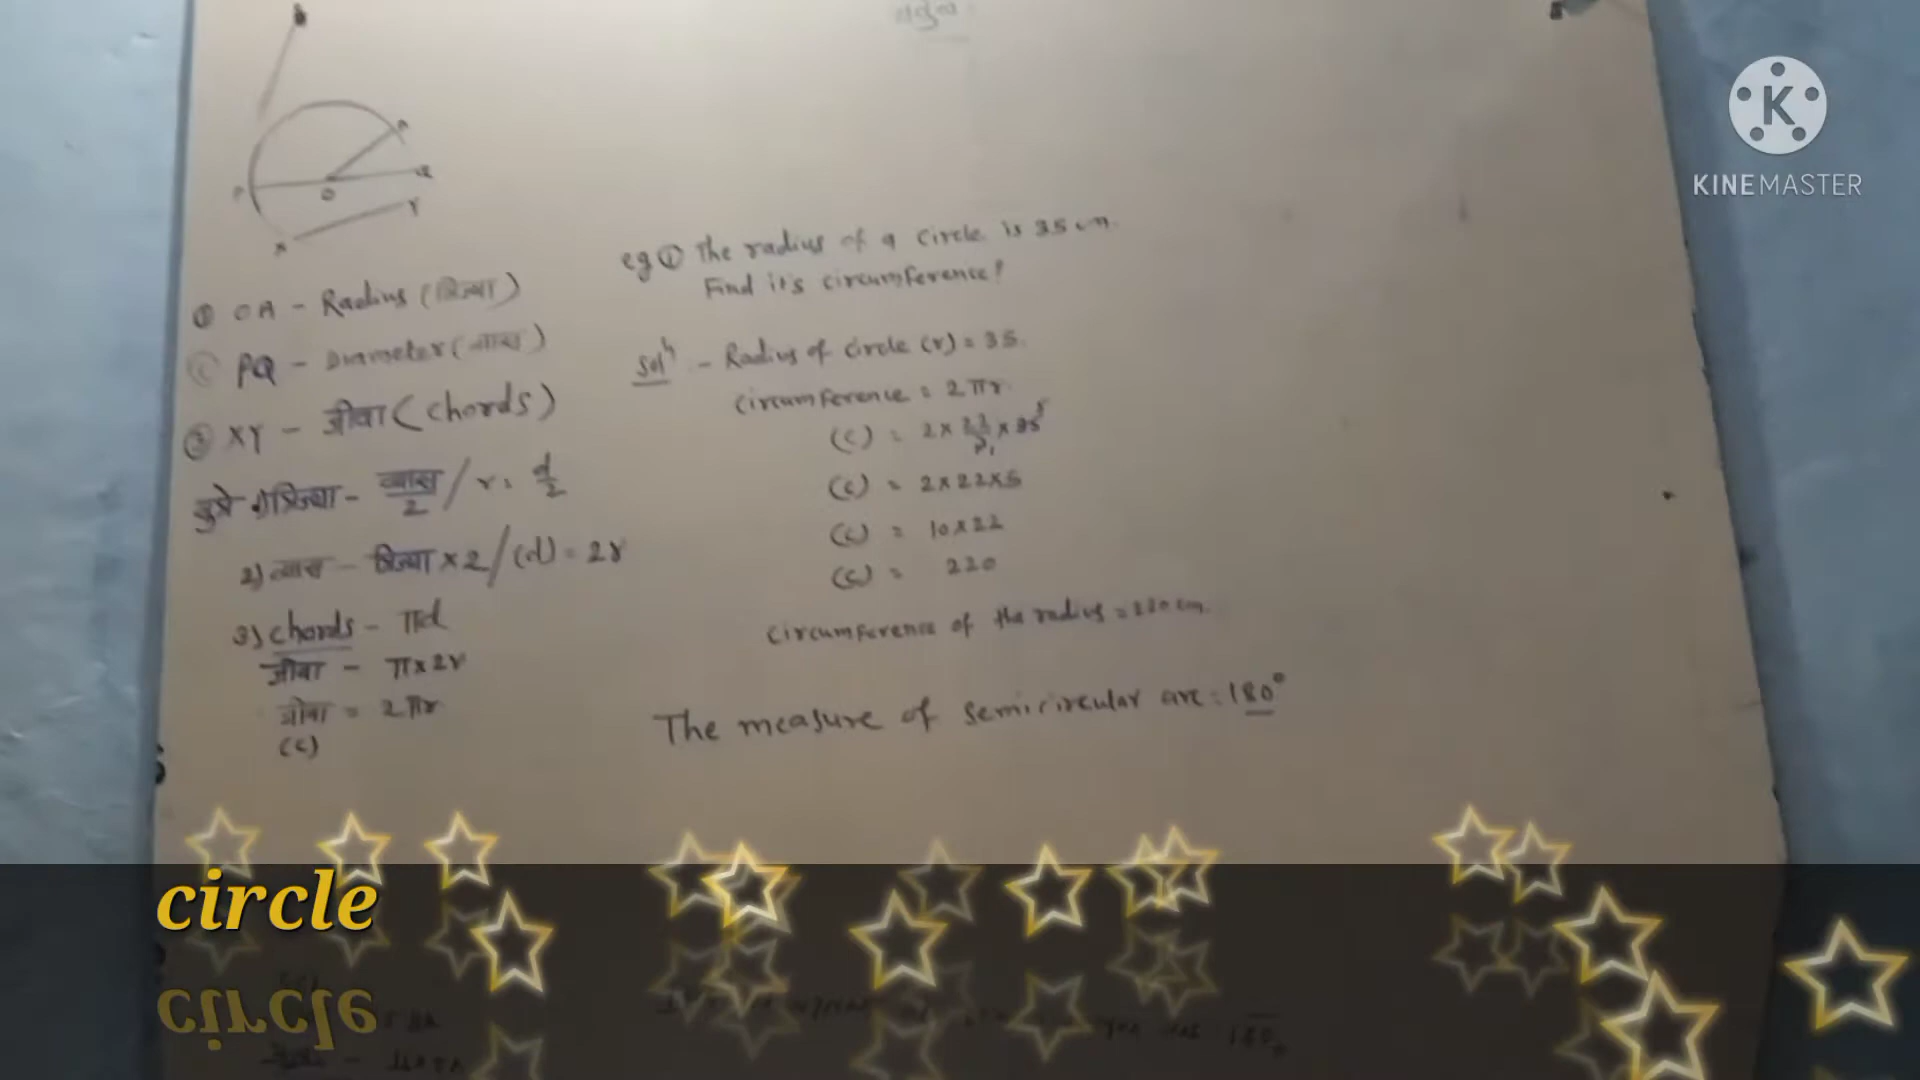 वर्तुळ
A
Q
P
O
Y
X
① OA - Radius (त्रिज्या)
② PQ - Diameter (व्यास)
③ XY - जीवा (chords)
सुत्रे 1) त्रिज्या - व्यास/2 / r = d/2
2) व्यास - त्रिज्या × 2 / (d) = 2r
3) chords - πd
जीवा - π×2r
जीवा = 2πr
(c)
eg ① The radius of a circle is 35 cm.
Find it's circumference?
Solⁿ - Radius of circle (r) = 35.
Circumference = 2πr
(c) = 2 × 22/7 × 35
(c) = 2×22×5
(c) = 10×22
(c) = 220
Circumference of the radius = 220 cm.
The measure of semicircular arc = 180°
K
KINEMASTER
circle